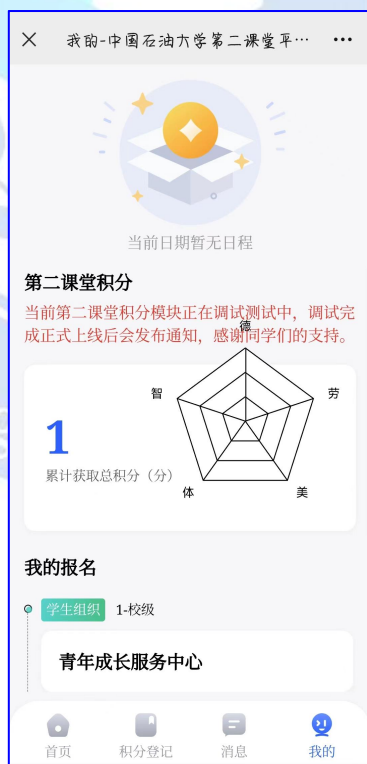 我的-中国石油大学第二课堂平…
当前日期暂无日程
第二课堂积分
当前第二课堂积分模块正在调试测试中，调试完
成正式上线后会发布通知，感谢同学们的支持。
德
智
劳
1
累计获取总积分（分）
体
美
我的报名
学生组织 1-校级
青年成长服务中心
首页 积分登记 消息 我的